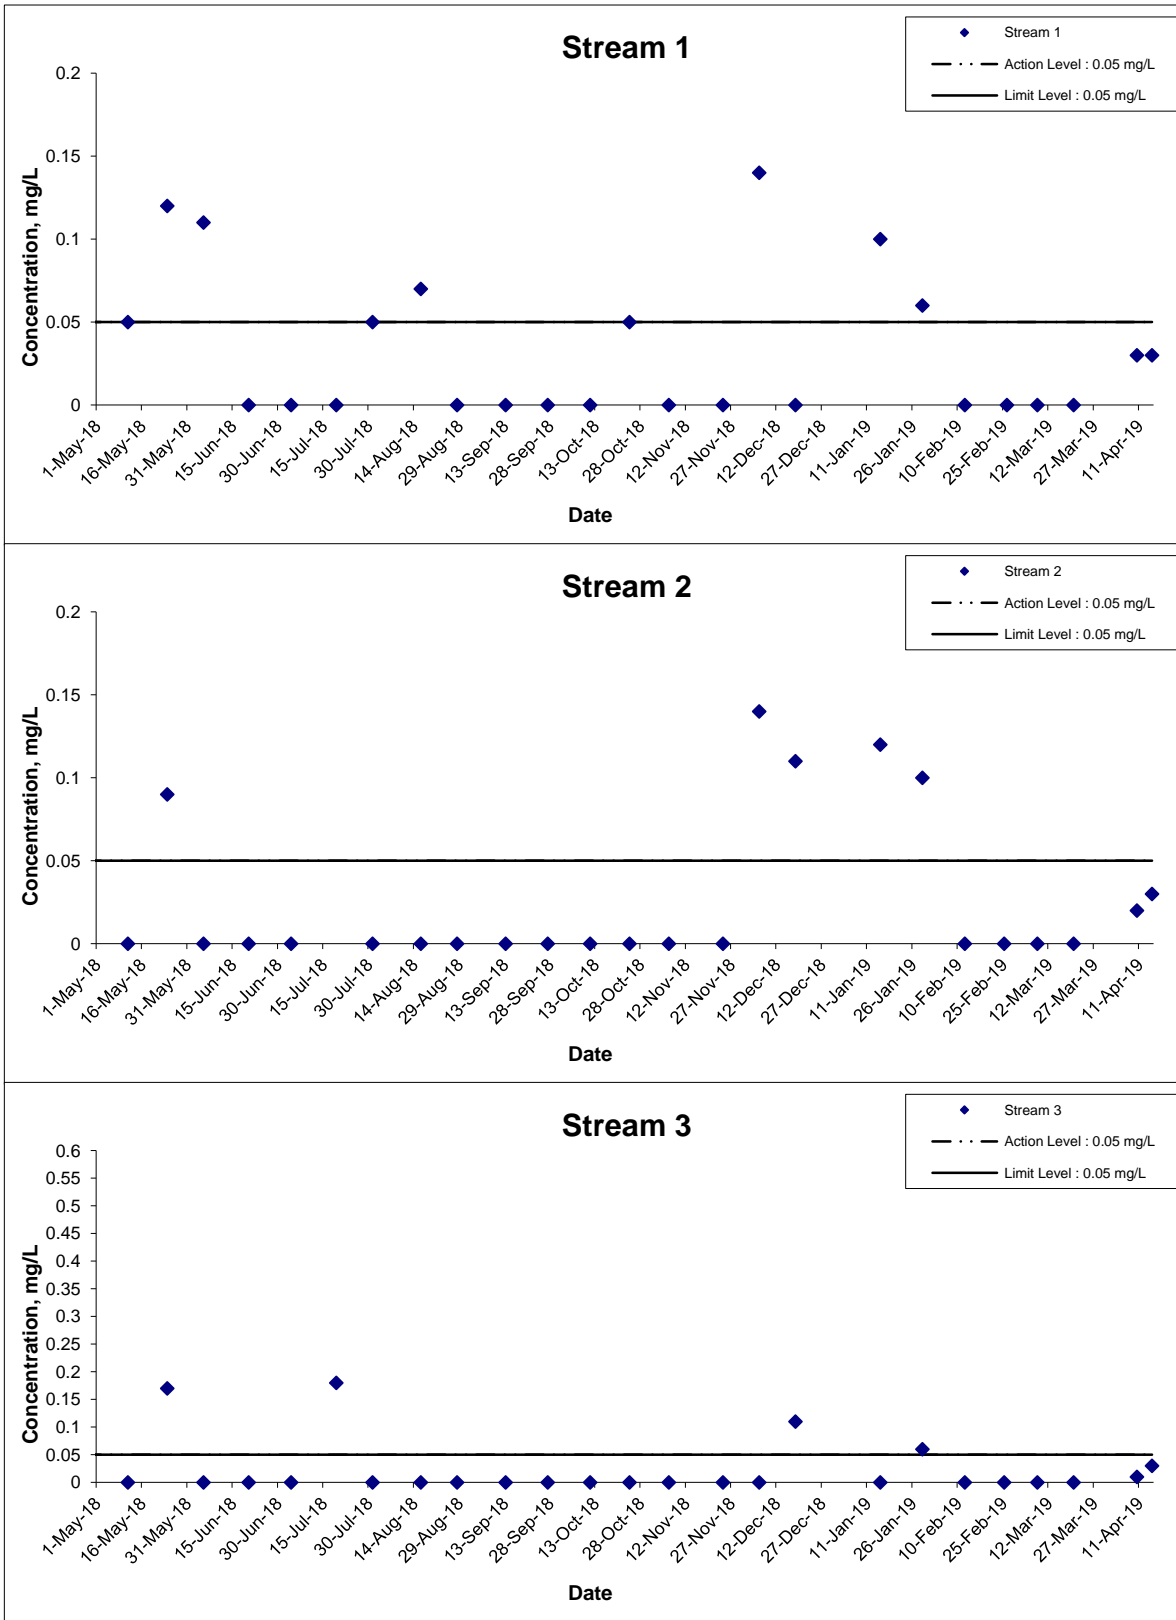 Stream 1
Stream 1
Action Level : 0.05 mg/L
Limit Level : 0.05 mg/L
Concentration, mg/L
0.2
0.15
0.1
0.05
0
1-May-18
16-May-18
31-May-18
15-Jun-18
30-Jun-18
15-Jul-18
30-Jul-18
14-Aug-18
29-Aug-18
13-Sep-18
28-Sep-18
13-Oct-18
28-Oct-18
12-Nov-18
27-Nov-18
12-Dec-18
27-Dec-18
11-Jan-19
26-Jan-19
10-Feb-19
25-Feb-19
12-Mar-19
27-Mar-19
11-Apr-19
Date
Stream 2
Stream 2
Action Level : 0.05 mg/L
Limit Level : 0.05 mg/L
Concentration, mg/L
0.2
0.15
0.1
0.05
0
1-May-18
16-May-18
31-May-18
15-Jun-18
30-Jun-18
15-Jul-18
30-Jul-18
14-Aug-18
29-Aug-18
13-Sep-18
28-Sep-18
13-Oct-18
28-Oct-18
12-Nov-18
27-Nov-18
12-Dec-18
27-Dec-18
11-Jan-19
26-Jan-19
10-Feb-19
25-Feb-19
12-Mar-19
27-Mar-19
11-Apr-19
Date
Stream 3
Stream 3
Action Level : 0.05 mg/L
Limit Level : 0.05 mg/L
Concentration, mg/L
0.6
0.55
0.5
0.45
0.4
0.35
0.3
0.25
0.2
0.15
0.1
0.05
0
1-May-18
16-May-18
31-May-18
15-Jun-18
30-Jun-18
15-Jul-18
30-Jul-18
14-Aug-18
29-Aug-18
13-Sep-18
28-Sep-18
13-Oct-18
28-Oct-18
12-Nov-18
27-Nov-18
12-Dec-18
27-Dec-18
11-Jan-19
26-Jan-19
10-Feb-19
25-Feb-19
12-Mar-19
27-Mar-19
11-Apr-19
Date